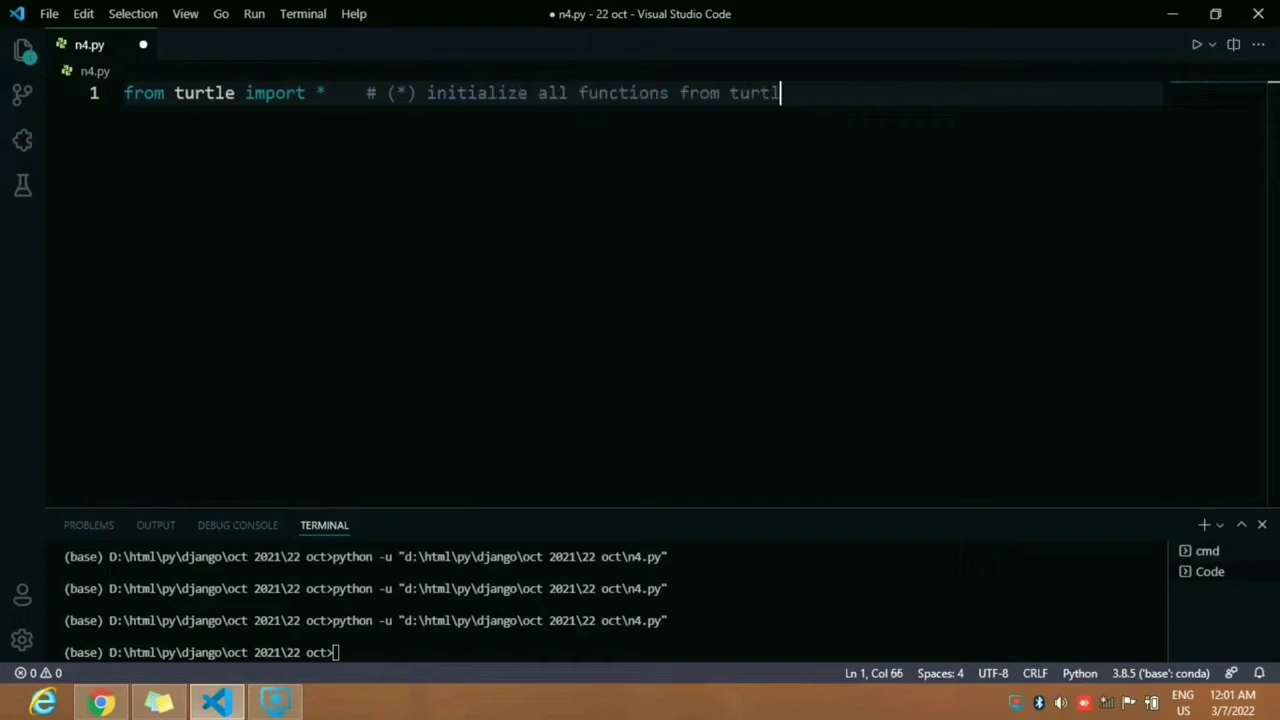 File Edit Selection View Go Run Terminal Help
● n4.py - 22 oct - Visual Studio Code
n4.py
n4.py
1 from turtle import * # (*) initialize all functions from turtl
PROBLEMS OUTPUT DEBUG CONSOLE TERMINAL
(base) D:\html\py\django\oct 2021\22 oct>python -u "d:\html\py\django\oct 2021\22 oct\n4.py"
(base) D:\html\py\django\oct 2021\22 oct>python -u "d:\html\py\django\oct 2021\22 oct\n4.py"
(base) D:\html\py\django\oct 2021\22 oct>python -u "d:\html\py\django\oct 2021\22 oct\n4.py"
(base) D:\html\py\django\oct 2021\22 oct>
cmd
Code
0 0 Ln 1, Col 66 Spaces: 4 UTF-8 CRLF Python 3.8.5 ('base': conda)
ENG 12:01 AM
US 3/7/2022